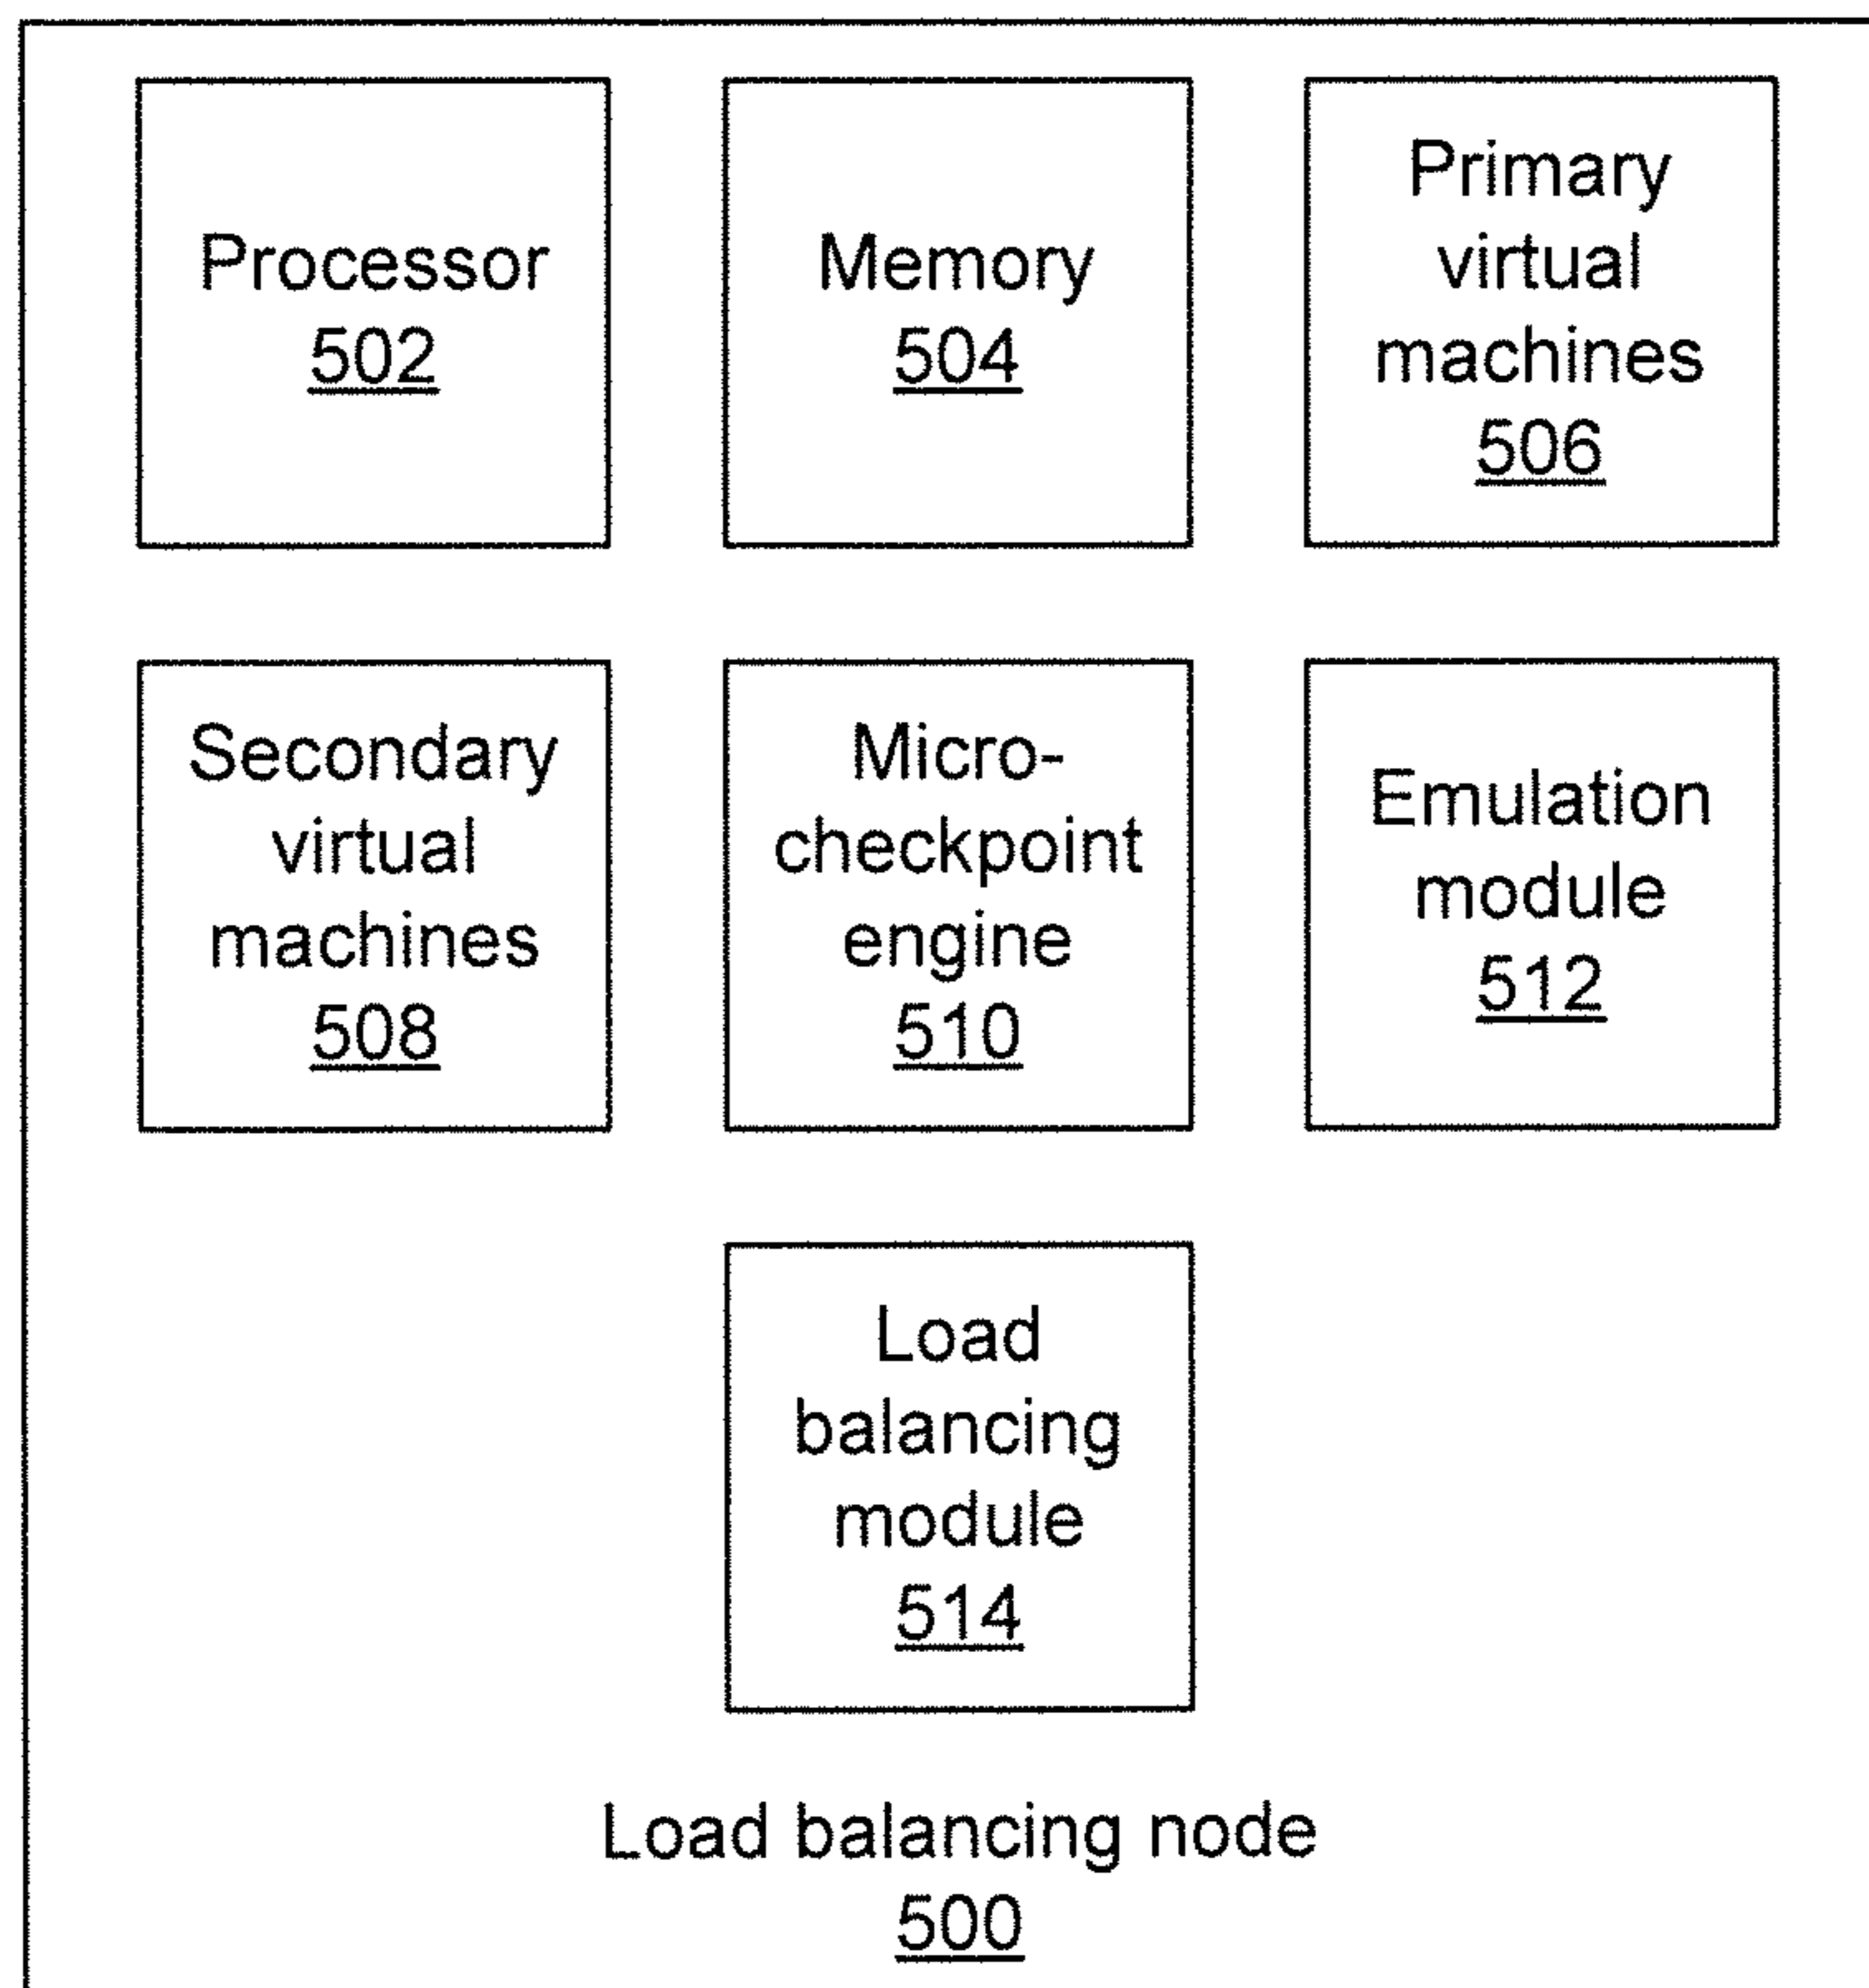 Processor
502
Memory
504
Primary
virtual
machines
506
Secondary
virtual
machines
508
Micro-
checkpoint
engine
510
Emulation
module
512
Load
balancing
module
514
Load balancing node
500